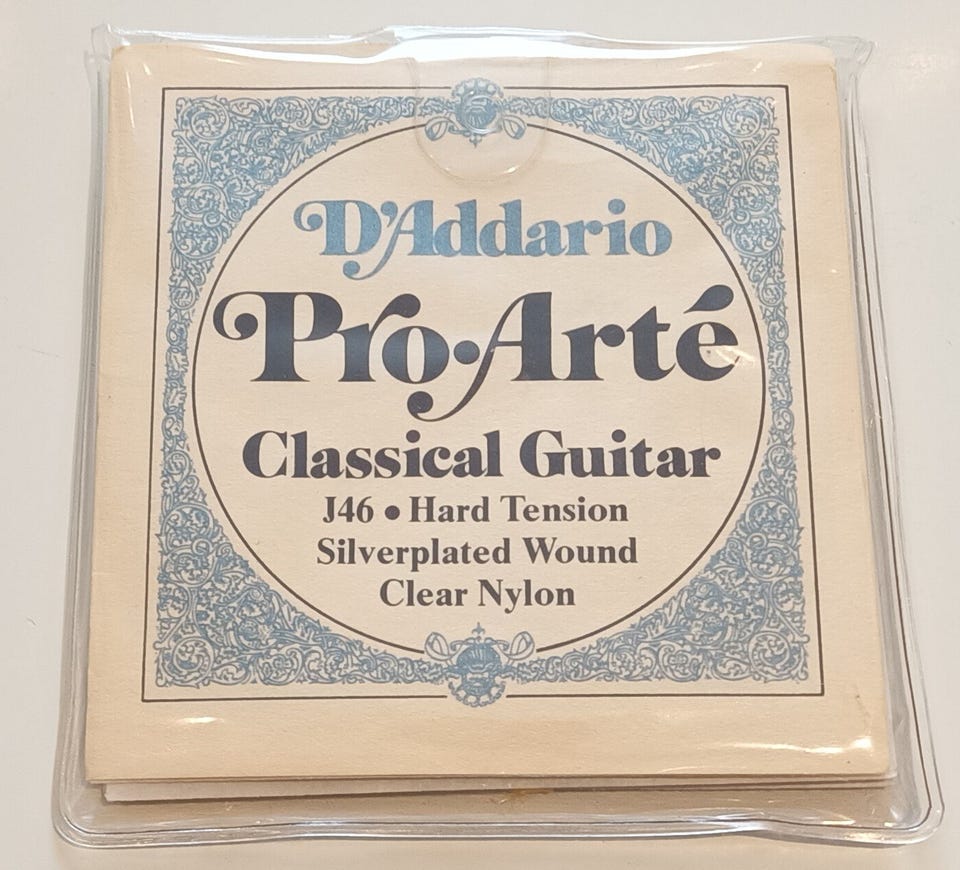 D'Addario
Pro·Arté
Classical Guitar
J46 • Hard Tension
Silverplated Wound
Clear Nylon